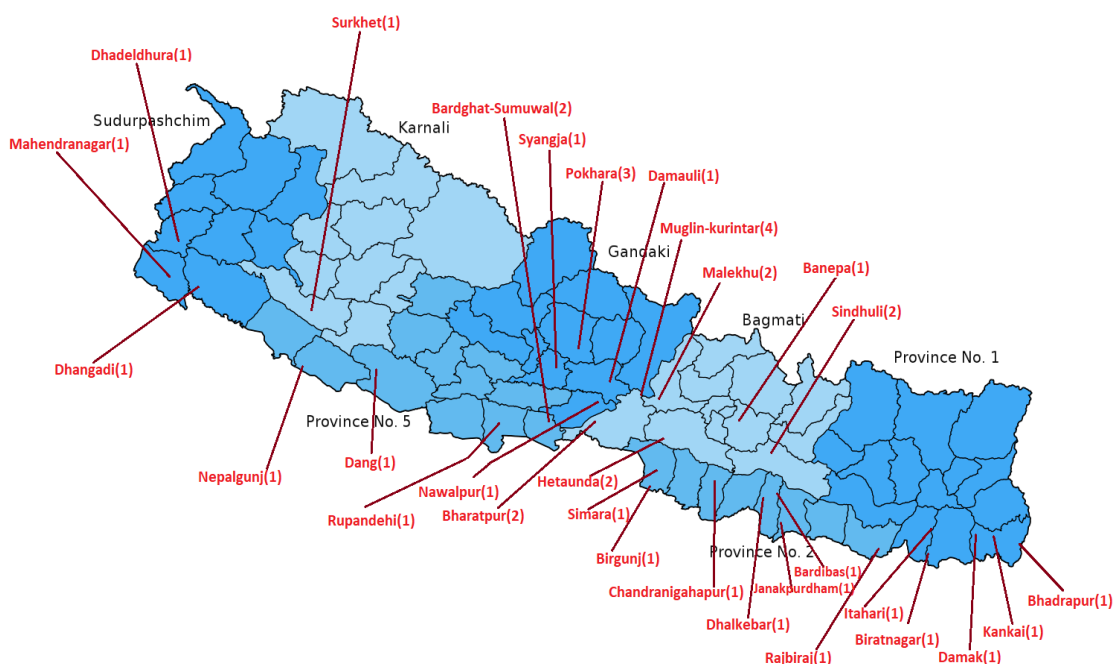 Surkhet(1)
Dhadeldhura(1)
Bardghat-Sumuwal(2)
Sudurpashchim
Karnali
Mahendranagar(1)
Syangja(1)
Pokhara(3)
Damauli(1)
Muglin-kurintar(4)
Gandaki
Malekhu(2)
Banepa(1)
Sindhuli(2)
Bagmati
Province No. 1
Dhangadi(1)
Province No. 5
Dang(1)
Nepalgunj(1)
Nawalpur(1)
Hetaunda(2)
Rupandehi(1)
Bharatpur(2)
Simara(1)
Birgunj(1)
Province No. 2
Bardibas(1)
Chandranigahapur(1)
Janakpurdham(1)
Bhadrapur(1)
Itahari(1)
Dhalkebar(1)
Biratnagar(1)
Kankai(1)
Rajbiraj(1)
Damak(1)